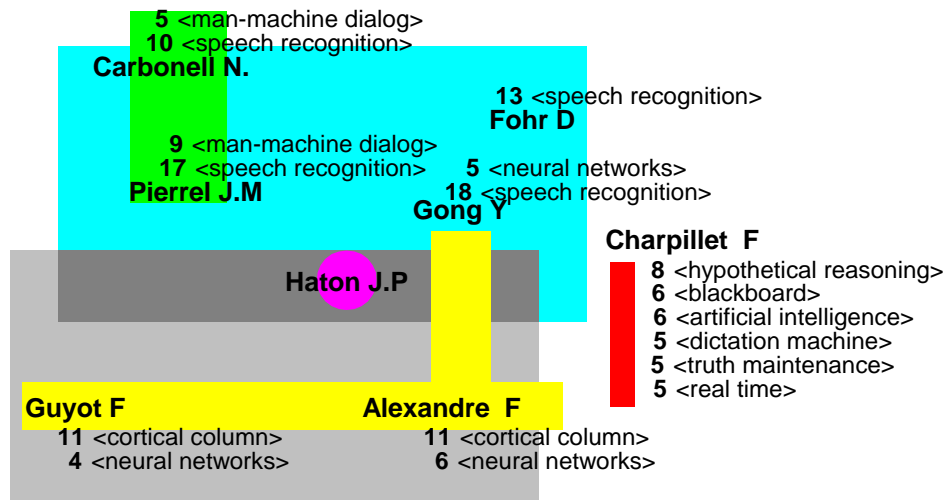 5 <man-machine dialog>
10 <speech recognition>
Carbonell N.
13 <speech recognition>
Fohr D
9 <man-machine dialog>
17 <speech recognition>
Pierrel J.M
5 <neural networks>
18 <speech recognition>
Gong Y
Charpillet F
8 <hypothetical reasoning>
6 <blackboard>
6 <artificial intelligence>
5 <dictation machine>
5 <truth maintenance>
5 <real time>
Haton J.P
Guyot F
11 <cortical column>
4 <neural networks>
Alexandre F
11 <cortical column>
6 <neural networks>